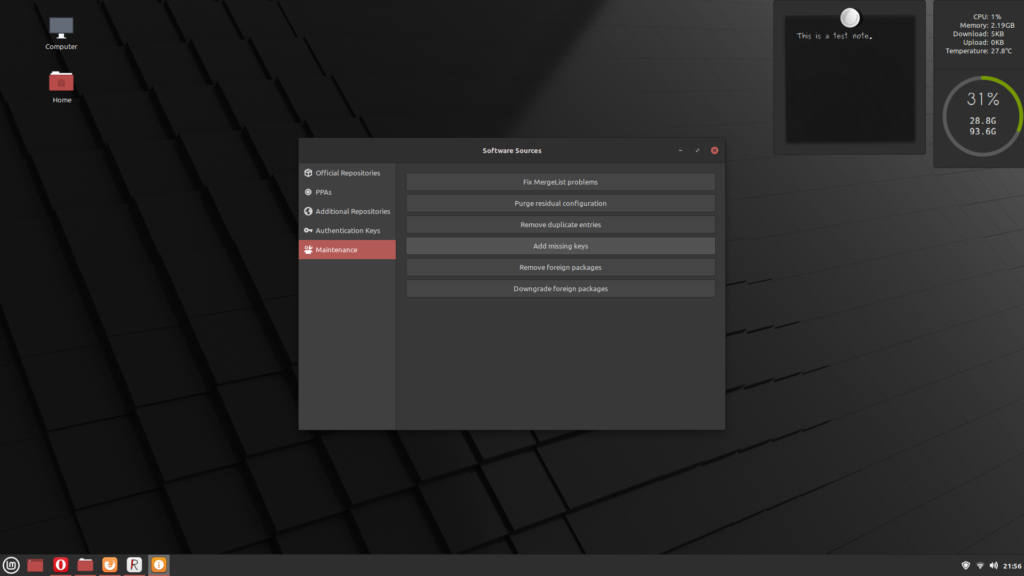 Computer
Home
This is a test note.
CPU: 1%
Memory: 2.19GB
Download: 5KB
Upload: 0KB
Temperature: 27.8°C
31%
28.8G
93.6G
Software Sources
Official Repositories
PPAs
Additional Repositories
Authentication Keys
Maintenance
Fix MergeList problems
Purge residual configuration
Remove duplicate entries
Add missing keys
Remove foreign packages
Downgrade foreign packages
21:56